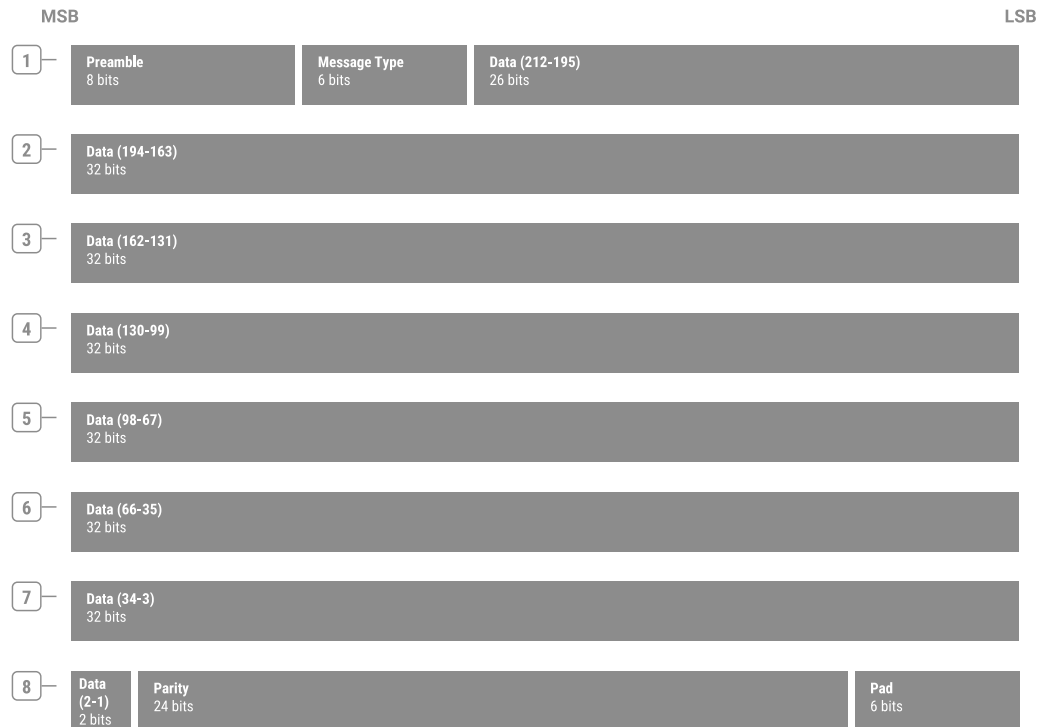 MSB LSB
1 Preamble Message Type Data (212-195)
8 bits 6 bits 26 bits
2 Data (194-163)
32 bits
3 Data (162-131)
32 bits
4 Data (130-99)
32 bits
5 Data (98-67)
32 bits
6 Data (66-35)
32 bits
7 Data (34-3)
32 bits
8 Data (2-1) 2 bits
Parity
24 bits
Pad
6 bits